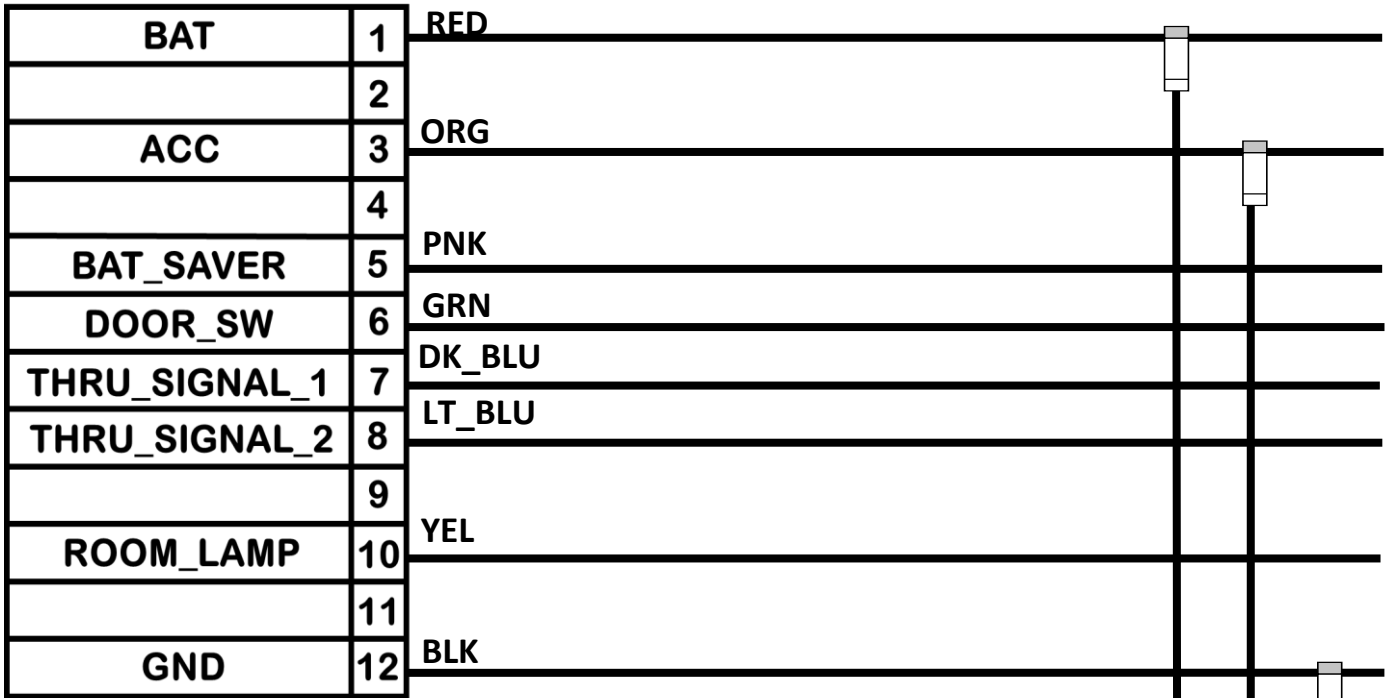 BAT 1 RED
2
ACC 3 ORG
4
BAT_SAVER 5 PNK
DOOR_SW 6 GRN
THRU_SIGNAL_1 7 DK_BLU
THRU_SIGNAL_2 8 LT_BLU
9
ROOM_LAMP 10 YEL
11
GND 12 BLK